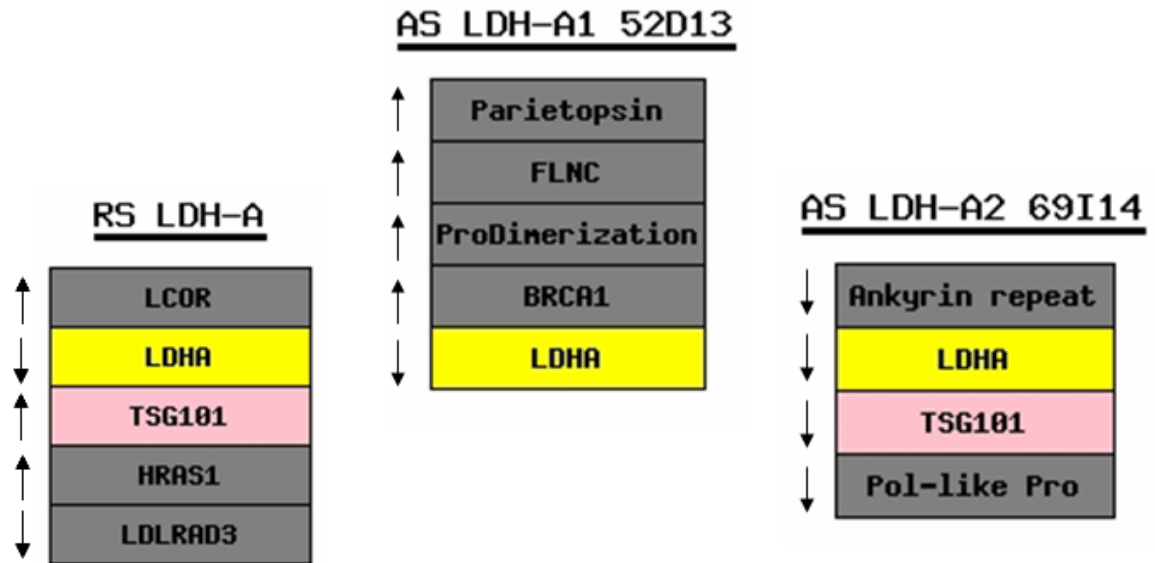 AS LDH-A1 52D13
Parietopsin
FLNC
ProDimerization
BRCA1
LDHA
RS LDH-A
LCOR
LDHA
TSG101
HRAS1
LDLRAD3
AS LDH-A2 69I14
Ankyrin repeat
LDHA
TSG101
Pol-like Pro